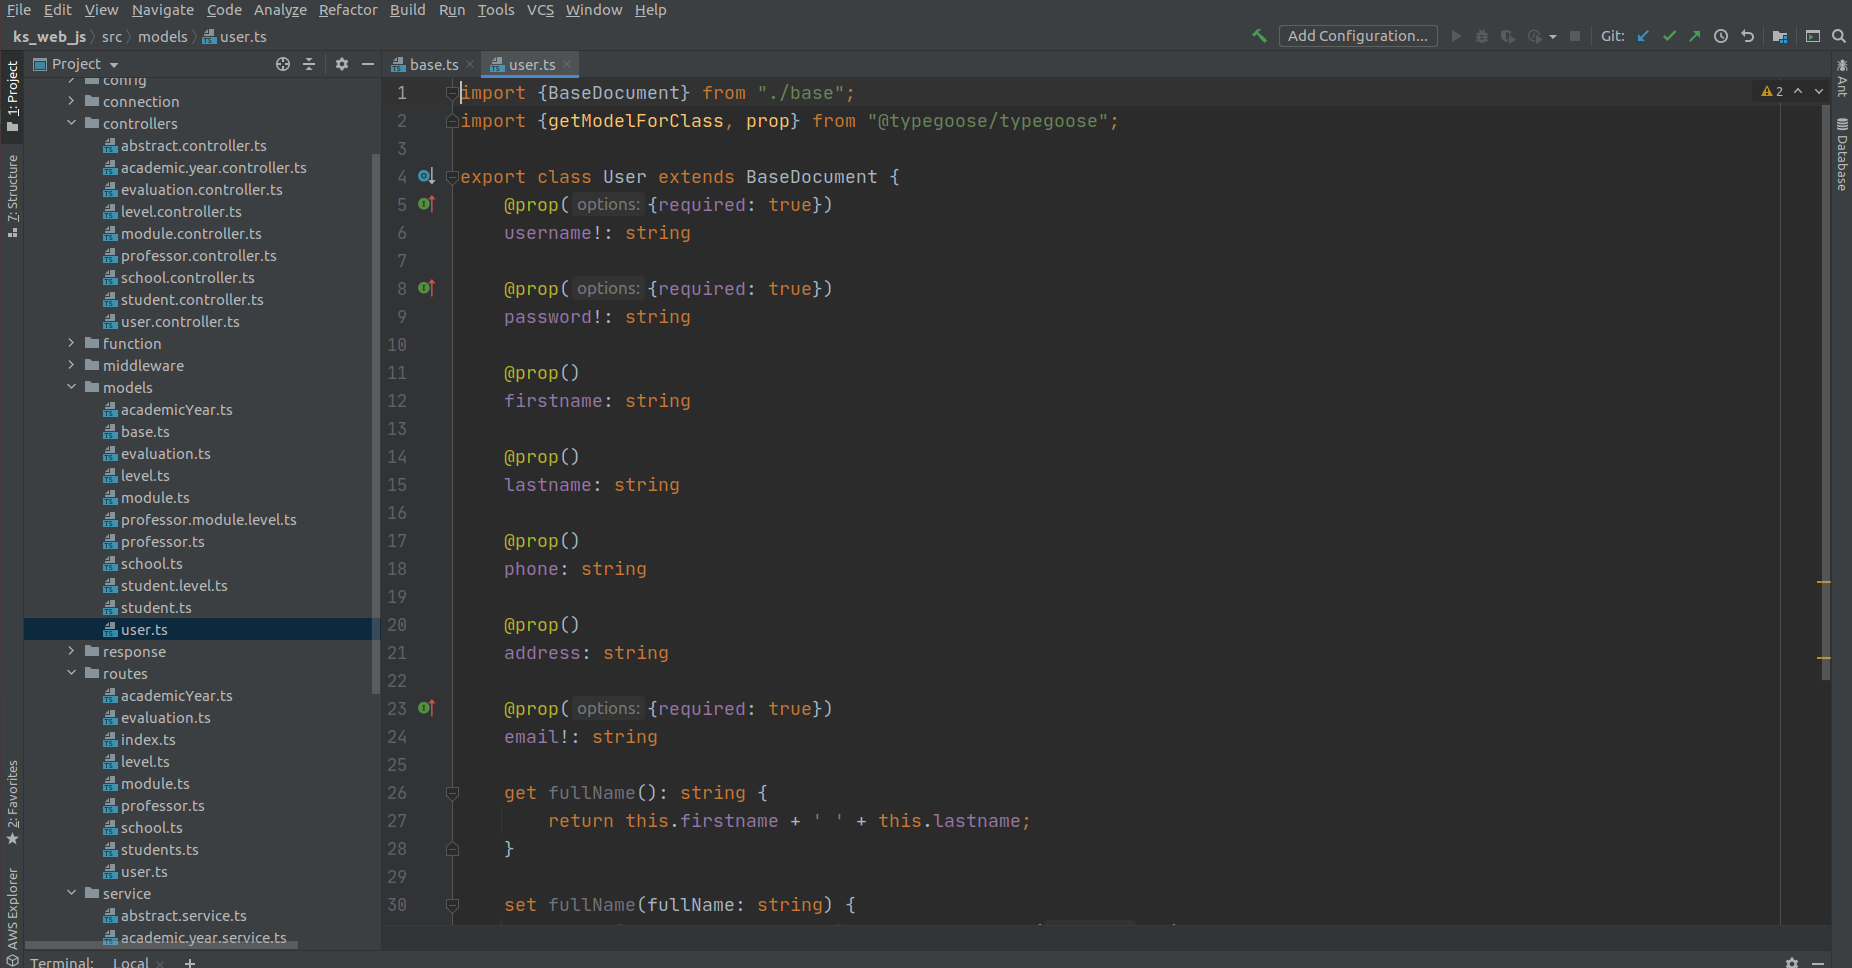 File Edit View Navigate Code Analyze Refactor Build Run Tools VCS Window Help
ks_web_js src models user.ts
Add Configuration... Git:
1: Project
7: Structure
2: Favorites
AWS Explorer
Project
config
connection
controllers
abstract.controller.ts
academic.year.controller.ts
evaluation.controller.ts
level.controller.ts
module.controller.ts
professor.controller.ts
school.controller.ts
student.controller.ts
user.controller.ts
function
middleware
models
academicYear.ts
base.ts
evaluation.ts
level.ts
module.ts
professor.module.level.ts
professor.ts
school.ts
student.level.ts
student.ts
user.ts
response
routes
academicYear.ts
evaluation.ts
index.ts
level.ts
module.ts
professor.ts
school.ts
students.ts
user.ts
service
abstract.service.ts
academic.year.service.ts
base.ts user.ts
2
1 import {BaseDocument} from "./base";
2 import {getModelForClass, prop} from "@typegoose/typegoose";
3
4 export class User extends BaseDocument {
5 @prop( options: {required: true})
6 username!: string
7
8 @prop( options: {required: true})
9 password!: string
10
11 @prop()
12 firstname: string
13
14 @prop()
15 lastname: string
16
17 @prop()
18 phone: string
19
20 @prop()
21 address: string
22
23 @prop( options: {required: true})
24 email!: string
25
26 get fullName(): string {
27 return this.firstname + ' ' + this.lastname;
28 }
29
30 set fullName(fullName: string) {
Ant
Database
Terminal: Local +